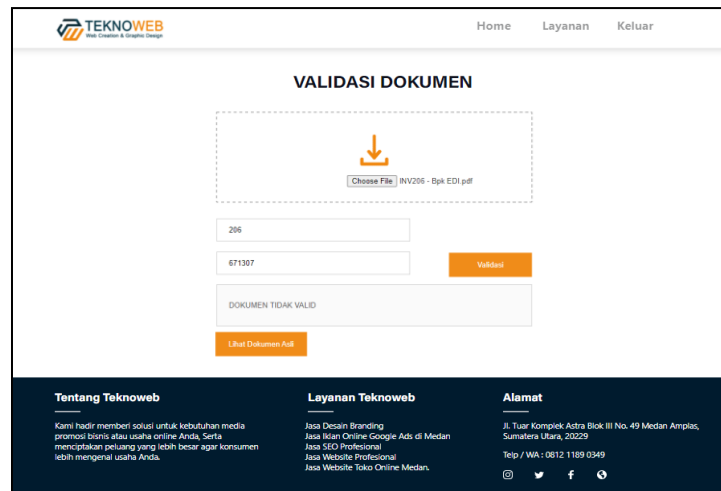 TEKNOWEB
Web Creation & Graphic Design
Home Layanan Keluar
VALIDASI DOKUMEN
Choose File INV206 - Bpk EDI.pdf
206
671307
Validasi
DOKUMEN TIDAK VALID
Lihat Dokumen Asli
Tentang Teknoweb
Kami hadir memberi solusi untuk kebutuhan media
promosi bisnis atau usaha online Anda, Serta
menciptakan peluang yang lebih besar agar konsumen
lebih mengenal usaha Anda.
Layanan Teknoweb
Jasa Desain Branding
Jasa Iklan Online Google Ads di Medan
Jasa SEO Profesional
Jasa Website Profesional
Jasa Website Toko Online Medan.
Alamat
Jl. Tuar Komplek Astra Blok III No. 49 Medan Amplas,
Sumatera Utara, 20229
Telp / WA : 0812 1189 0349